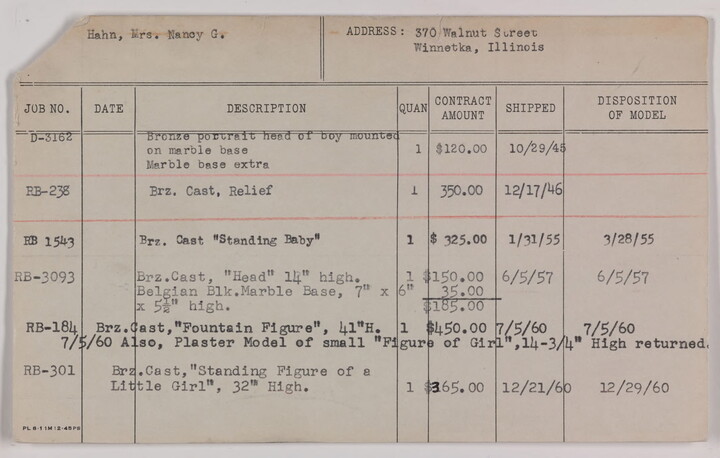 Hahn, Mrs. Nancy G.
ADDRESS: 370 Walnut Street
Winnetka, Illinois
JOB NO. DATE DESCRIPTION QUAN CONTRACT AMOUNT SHIPPED DISPOSITION OF MODEL
D-3162 Bronze portrait head of boy mounted
on marble base 1 $120.00 10/29/45
Marble base extra
RB-238 Brz. Cast, Relief 1 350.00 12/17/46
RB 1543 Brz. Cast "Standing Baby" 1 $ 325.00 1/31/55 3/28/55
RB-3093 Brz.Cast, "Head" 14" high. 1 $150.00 6/5/57 6/5/57
Belgian Blk.Marble Base, 7" x 6" 35.00
x 5½" high. $185.00
RB-184 Brz.Cast,"Fountain Figure", 41"H. 1 $450.00 7/5/60 7/5/60
7/5/60 Also, Plaster Model of small "Figure of Girl",14-3/4" High returned.
RB-301 Brz.Cast,"Standing Figure of a
Little Girl", 32" High. 1 $365.00 12/21/60 12/29/60